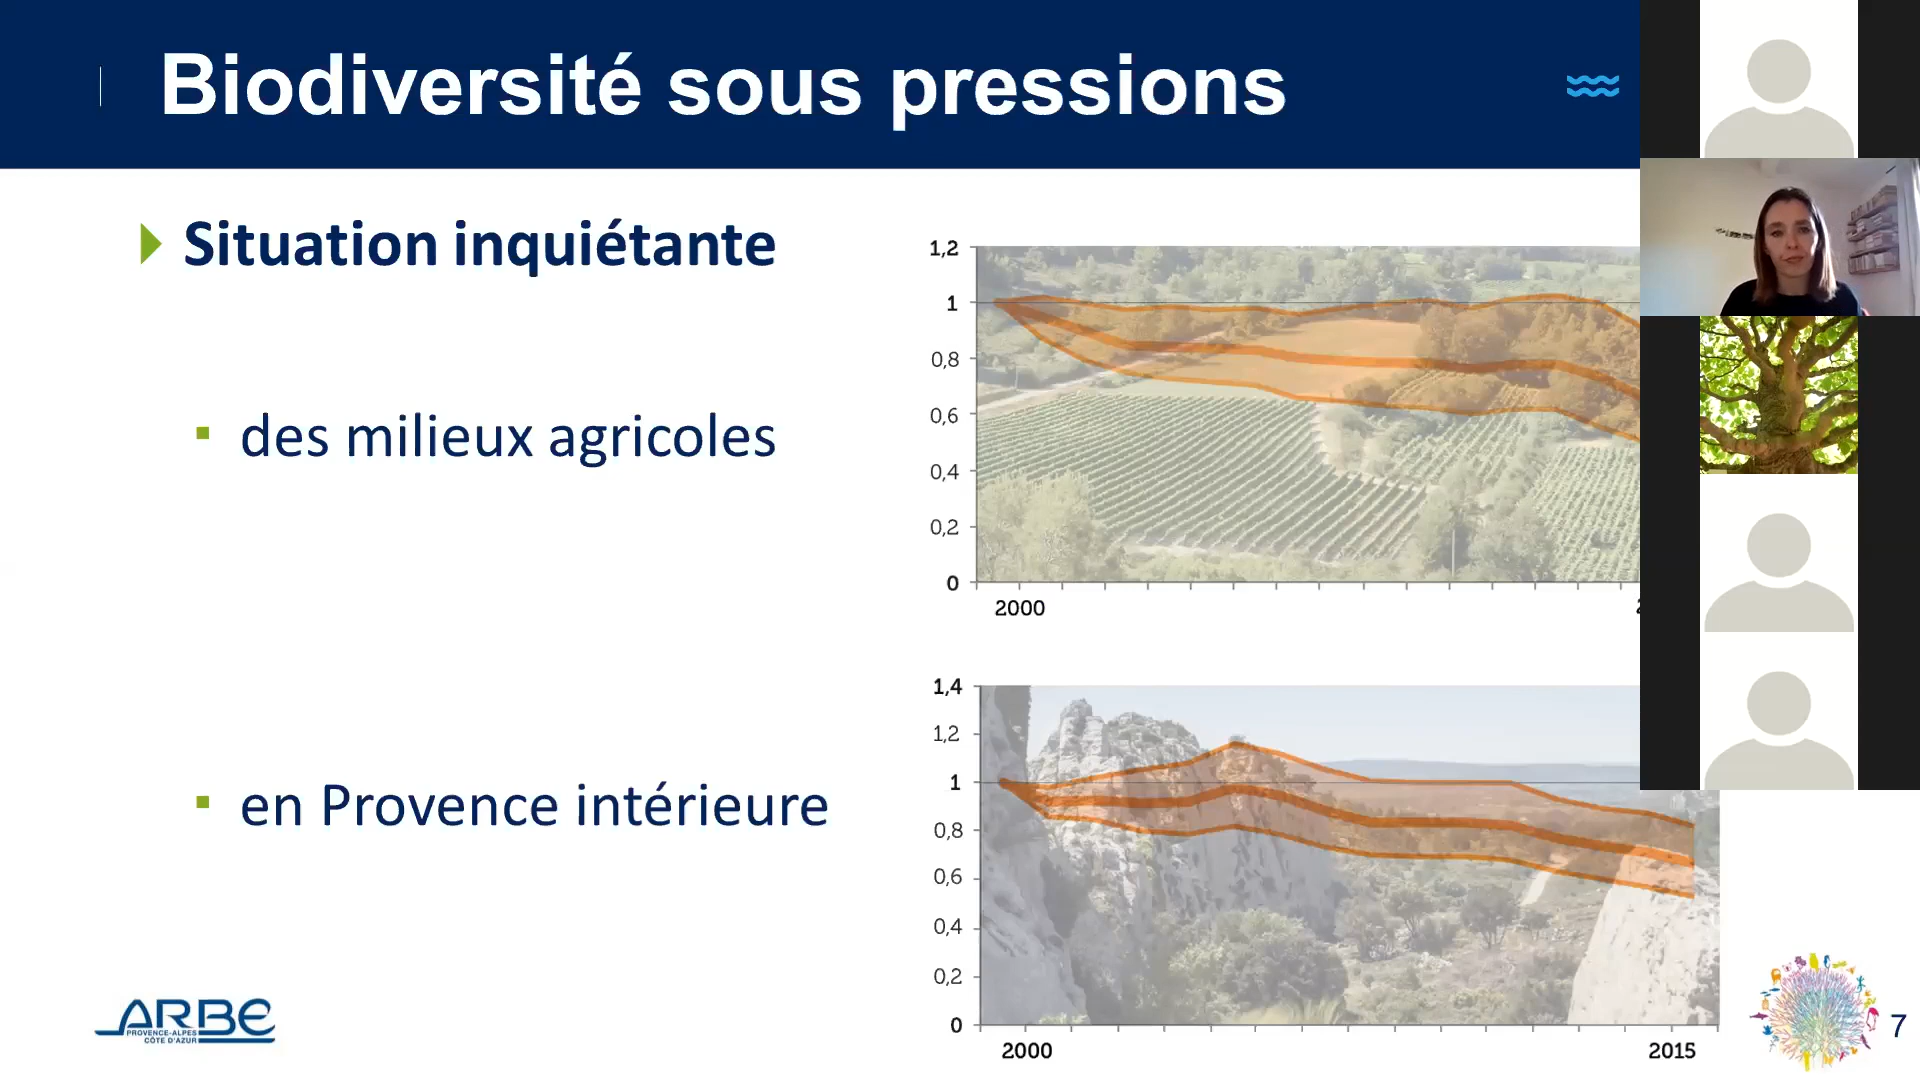 Biodiversité sous pressions
Situation inquiétante
des milieux agricoles
1,2
1
0,8
0,6
0,4
0,2
0
2000
en Provence intérieure
1,4
1,2
1
0,8
0,6
0,4
0,2
0
2000
2015
ARBE
PROVENCE-ALPES
CÔTE D'AZUR
7